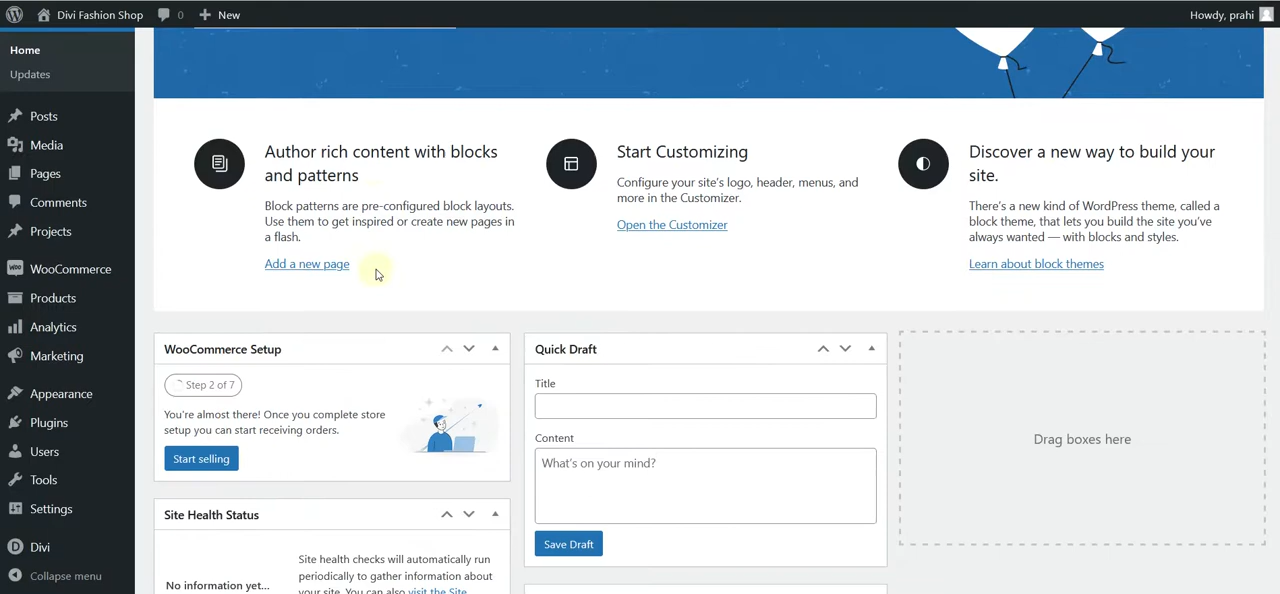 Divi Fashion Shop
0
New
Howdy, prahi
Home
Updates
Posts
Media
Pages
Comments
Projects
WooCommerce
Products
Analytics
Marketing
Appearance
Plugins
Users
Tools
Settings
Divi
Collapse menu
Author rich content with blocks
and patterns
Block patterns are pre-configured block layouts.
Use them to get inspired or create new pages in
a flash.
Add a new page
Start Customizing
Configure your site's logo, header, menus, and
more in the Customizer.
Open the Customizer
Discover a new way to build your
site.
There's a new kind of WordPress theme, called a
block theme, that lets you build the site you've
always wanted — with blocks and styles.
Learn about block themes
WooCommerce Setup
Step 2 of 7
You're almost there! Once you complete store
setup you can start receiving orders.
Start selling
Site Health Status
No information yet...
Site health checks will automatically run
periodically to gather information about
your site. You can also visit the Site
Quick Draft
Title
Content
What's on your mind?
Save Draft
Drag boxes here